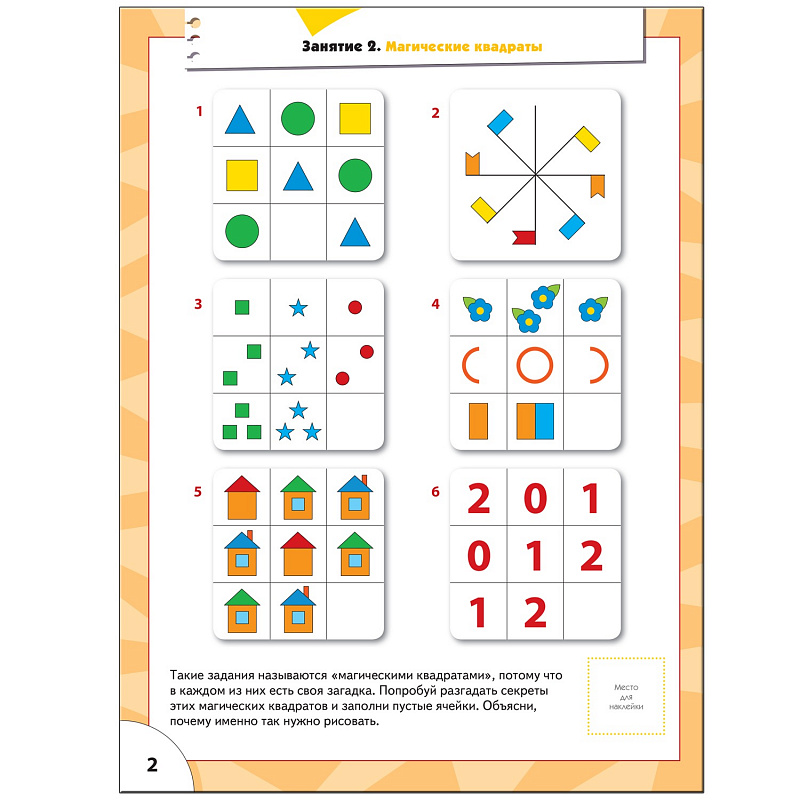 Занятие 2. Магические квадраты
1
2
3
4
5
6
2 0 1
0 1 2
1 2
Такие задания называются «магическими квадратами», потому что
в каждом из них есть своя загадка. Попробуй разгадать секреты
этих магических квадратов и заполни пустые ячейки. Объясни,
почему именно так нужно рисовать.
Место
для
наклейки
2